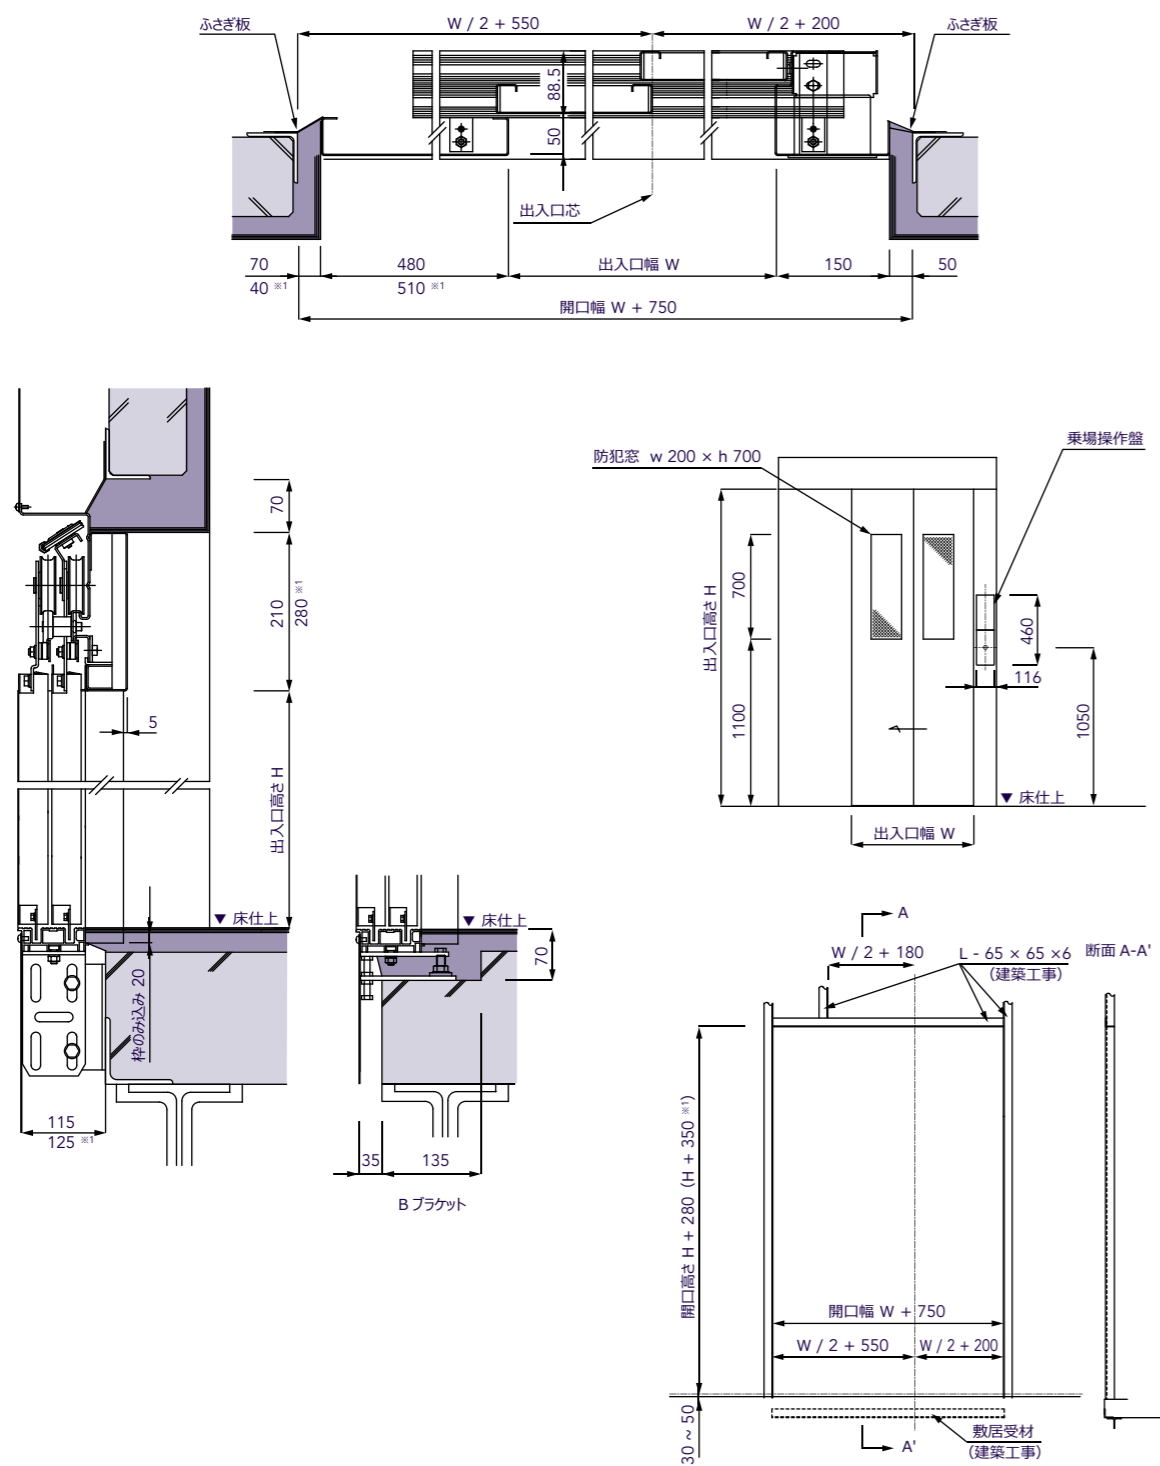 ふさぎ板
W / 2 + 550
W / 2 + 200
ふさぎ板
88.5
50
出入口芯
70
480
出入口幅 W
150
50
40 ※1
510 ※1
開口幅 W + 750
70
210
280 ※1
5
出入口高さ H
▼ 床仕上
枠のみ込み 20
115
125 ※1
▼ 床仕上
70
35
135
B ブラケット
防犯窓 w 200 × h 700
乗場操作盤
出入口高さ H
700
1100
460
116
1050
▼ 床仕上
出入口幅 W
A
W / 2 + 180
L - 65 × 65 ×6
(建築工事)
断面 A-A'
開口高さ H + 280 (H + 350 ※1)
開口幅 W + 750
W / 2 + 550
W / 2 + 200
30 ~ 50
敷居受材
(建築工事)
A'